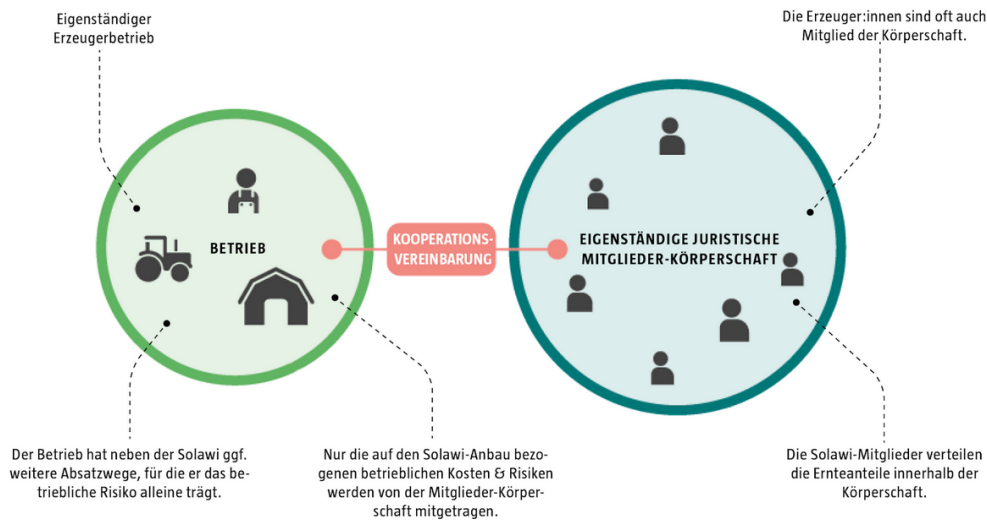 Eigenständiger
Erzeugerbetrieb
Die Erzeuger:innen sind oft auch
Mitglied der Körperschaft.
BETRIEB
KOOPERATIONS-
VEREINBARUNG
EIGENSTÄNDIGE JURISTISCHE
MITGLIEDER-KÖRPERSCHAFT
Der Betrieb hat neben der Solawi ggf.
weitere Absatzwege, für die er das be-
triebliche Risiko alleine trägt.
Nur die auf den Solawi-Anbau bezo-
genen betrieblichen Kosten & Risiken
werden von der Mitglieder-Körper-
schaft mitgetragen.
Die Solawi-Mitglieder verteilen
die Ernteanteile innerhalb der
Körperschaft.